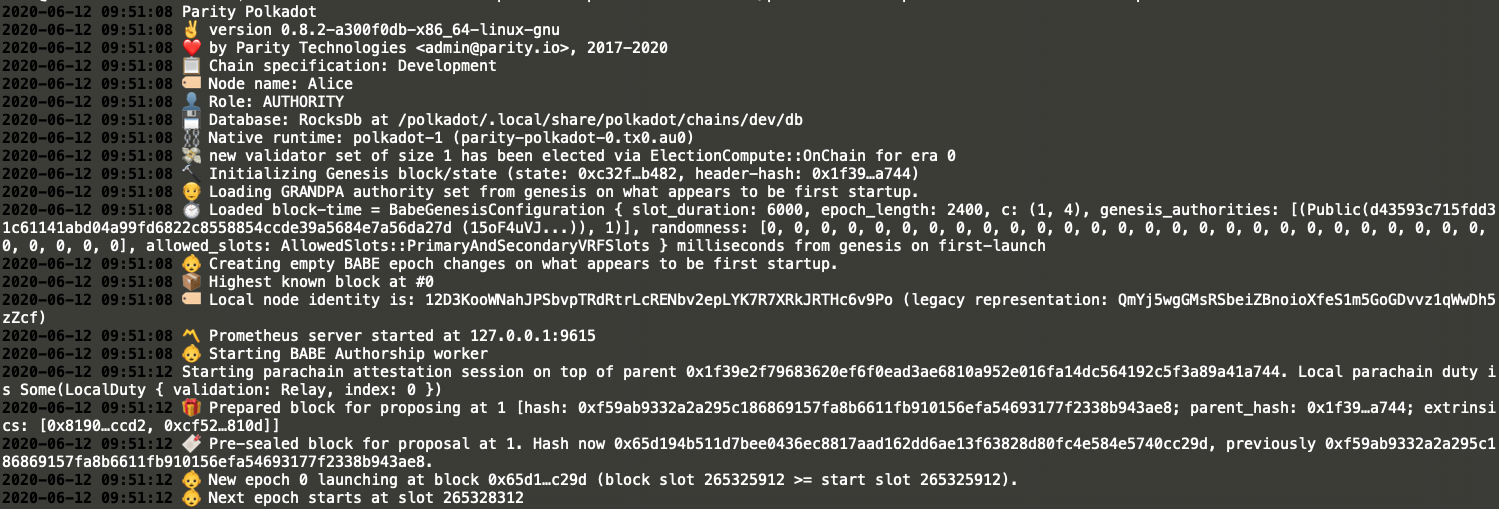 2020-06-12 09:51:08 Parity Polkadot
2020-06-12 09:51:08 ✌️ version 0.8.2-a300f0db-x86_64-linux-gnu
2020-06-12 09:51:08 ❤️ by Parity Technologies <admin@parity.io>, 2017-2020
2020-06-12 09:51:08 📋 Chain specification: Development
2020-06-12 09:51:08 🏷 Node name: Alice
2020-06-12 09:51:08 👤 Role: AUTHORITY
2020-06-12 09:51:08 💾 Database: RocksDb at /polkadot/.local/share/polkadot/chains/dev/db
2020-06-12 09:51:08 ⛓ Native runtime: polkadot-1 (parity-polkadot-0.tx0.au0)
2020-06-12 09:51:08 💸 new validator set of size 1 has been elected via ElectionCompute::OnChain for era 0
2020-06-12 09:51:08 🔨 Initializing Genesis block/state (state: 0xc32f…b482, header-hash: 0x1f39…a744)
2020-06-12 09:51:08 👴 Loading GRANDPA authority set from genesis on what appears to be first startup.
2020-06-12 09:51:08 ⏱ Loaded block-time = BabeGenesisConfiguration { slot_duration: 6000, epoch_length: 2400, c: (1, 4), genesis_authorities: [(Public(d43593c715fdd3
1c61141abd04a99fd6822c8558854ccde39a5684e7a56da27d (15oF4uVJ...)), 1)], randomness: [0, 0, 0, 0, 0, 0, 0, 0, 0, 0, 0, 0, 0, 0, 0, 0, 0, 0, 0, 0, 0, 0, 0, 0, 0, 0, 0,
0, 0, 0, 0, 0], allowed_slots: AllowedSlots::PrimaryAndSecondaryVRFSlots } milliseconds from genesis on first-launch
2020-06-12 09:51:08 👶 Creating empty BABE epoch changes on what appears to be first startup.
2020-06-12 09:51:08 📦 Highest known block at #0
2020-06-12 09:51:08 🏷 Local node identity is: 12D3KooWNahJPSbvpTRdRtrLcRENbv2epLYK7R7XRkJRTHc6v9Po (legacy representation: QmYj5wgGMsRSbeiZBnoioXfeS1m5GoGDvvz1qWwDh5
zZcf)
2020-06-12 09:51:08 〽️ Prometheus server started at 127.0.0.1:9615
2020-06-12 09:51:08 👶 Starting BABE Authorship worker
2020-06-12 09:51:12 Starting parachain attestation session on top of parent 0x1f39e2f79683620ef6f0ead3ae6810a952e016fa14dc564192c5f3a89a41a744. Local parachain duty i
s Some(LocalDuty { validation: Relay, index: 0 })
2020-06-12 09:51:12 🎁 Prepared block for proposing at 1 [hash: 0xf59ab9332a2a295c186869157fa8b6611fb910156efa54693177f2338b943ae8; parent_hash: 0x1f39…a744; extrinsi
cs: [0x8190…ccd2, 0xcf52…810d]]
2020-06-12 09:51:12 🔖 Pre-sealed block for proposal at 1. Hash now 0x65d194b511d7bee0436ec8817aad162dd6ae13f63828d80fc4e584e5740cc29d, previously 0xf59ab9332a2a295c1
86869157fa8b6611fb910156efa54693177f2338b943ae8.
2020-06-12 09:51:12 👶 New epoch 0 launching at block 0x65d1…c29d (block slot 265325912 >= start slot 265325912).
2020-06-12 09:51:12 👶 Next epoch starts at slot 265328312